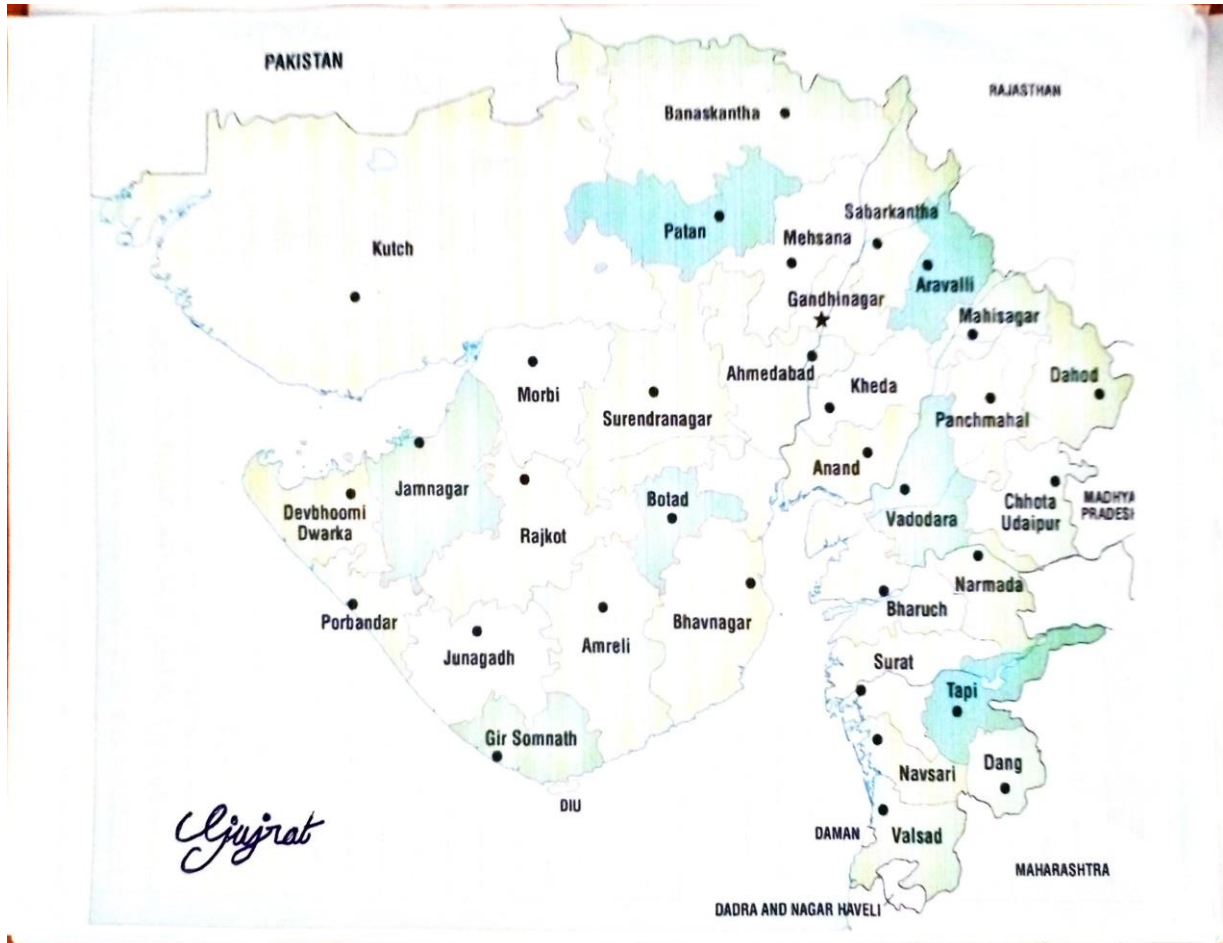 PAKISTAN
RAJASTHAN
Banaskantha
Patan
Sabarkantha
Mehsana
Kutch
Aravalli
Gandhinagar
Mahisagar
Ahmedabad
Kheda
Dahod
Morbi
Surendranagar
Panchmahal
Anand
Jamnagar
Botad
Devbhoomi
Dwarka
Rajkot
Vadodara
Chhota
Udaipur
MADHYA
PRADESH
Narmada
Bharuch
Porbandar
Junagadh
Amreli
Bhavnagar
Surat
Tapi
Gir Somnath
Dang
Navsari
DIU
Gujrat
DAMAN
Valsad
MAHARASHTRA
DADRA AND NAGAR HAVELI